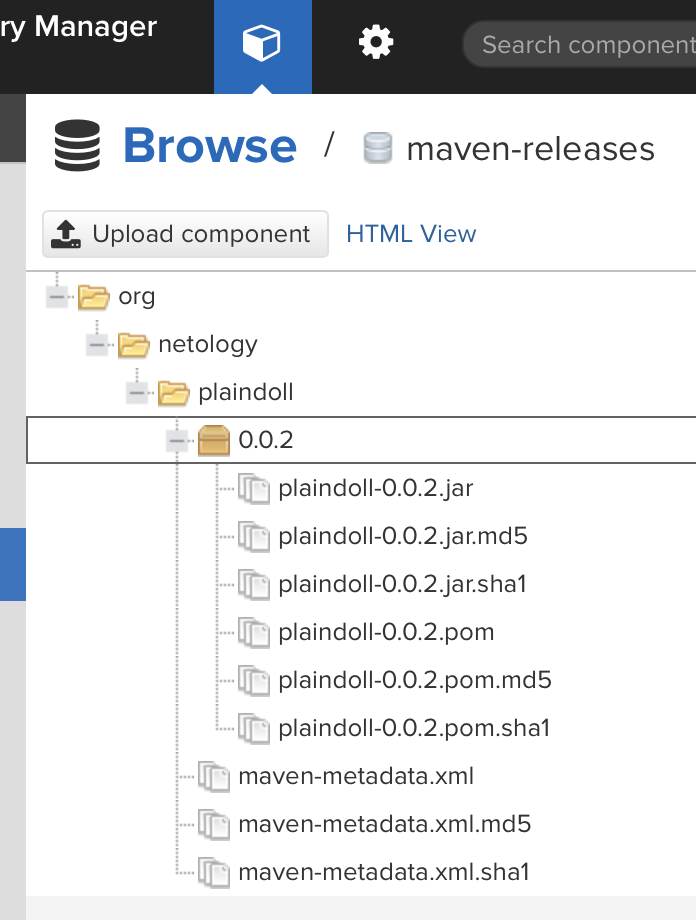 ry Manager
Search component
Browse / maven-releases
Upload component HTML View
org
netology
plaindoll
0.0.2
plaindoll-0.0.2.jar
plaindoll-0.0.2.jar.md5
plaindoll-0.0.2.jar.sha1
plaindoll-0.0.2.pom
plaindoll-0.0.2.pom.md5
plaindoll-0.0.2.pom.sha1
maven-metadata.xml
maven-metadata.xml.md5
maven-metadata.xml.sha1